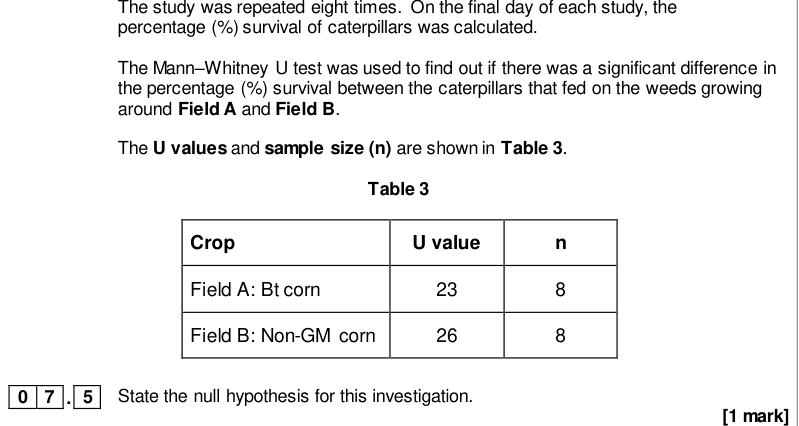 The study was repeated eight times. On the final day of each study, the
percentage (%) survival of caterpillars was calculated.
The Mann–Whitney U test was used to find out if there was a significant difference in
the percentage (%) survival between the caterpillars that fed on the weeds growing
around Field A and Field B.
The U values and sample size (n) are shown in Table 3.
Table 3
Crop U value n
Field A: Bt corn 23 8
Field B: Non-GM corn 26 8
0 7 . 5 State the null hypothesis for this investigation.
[1 mark]